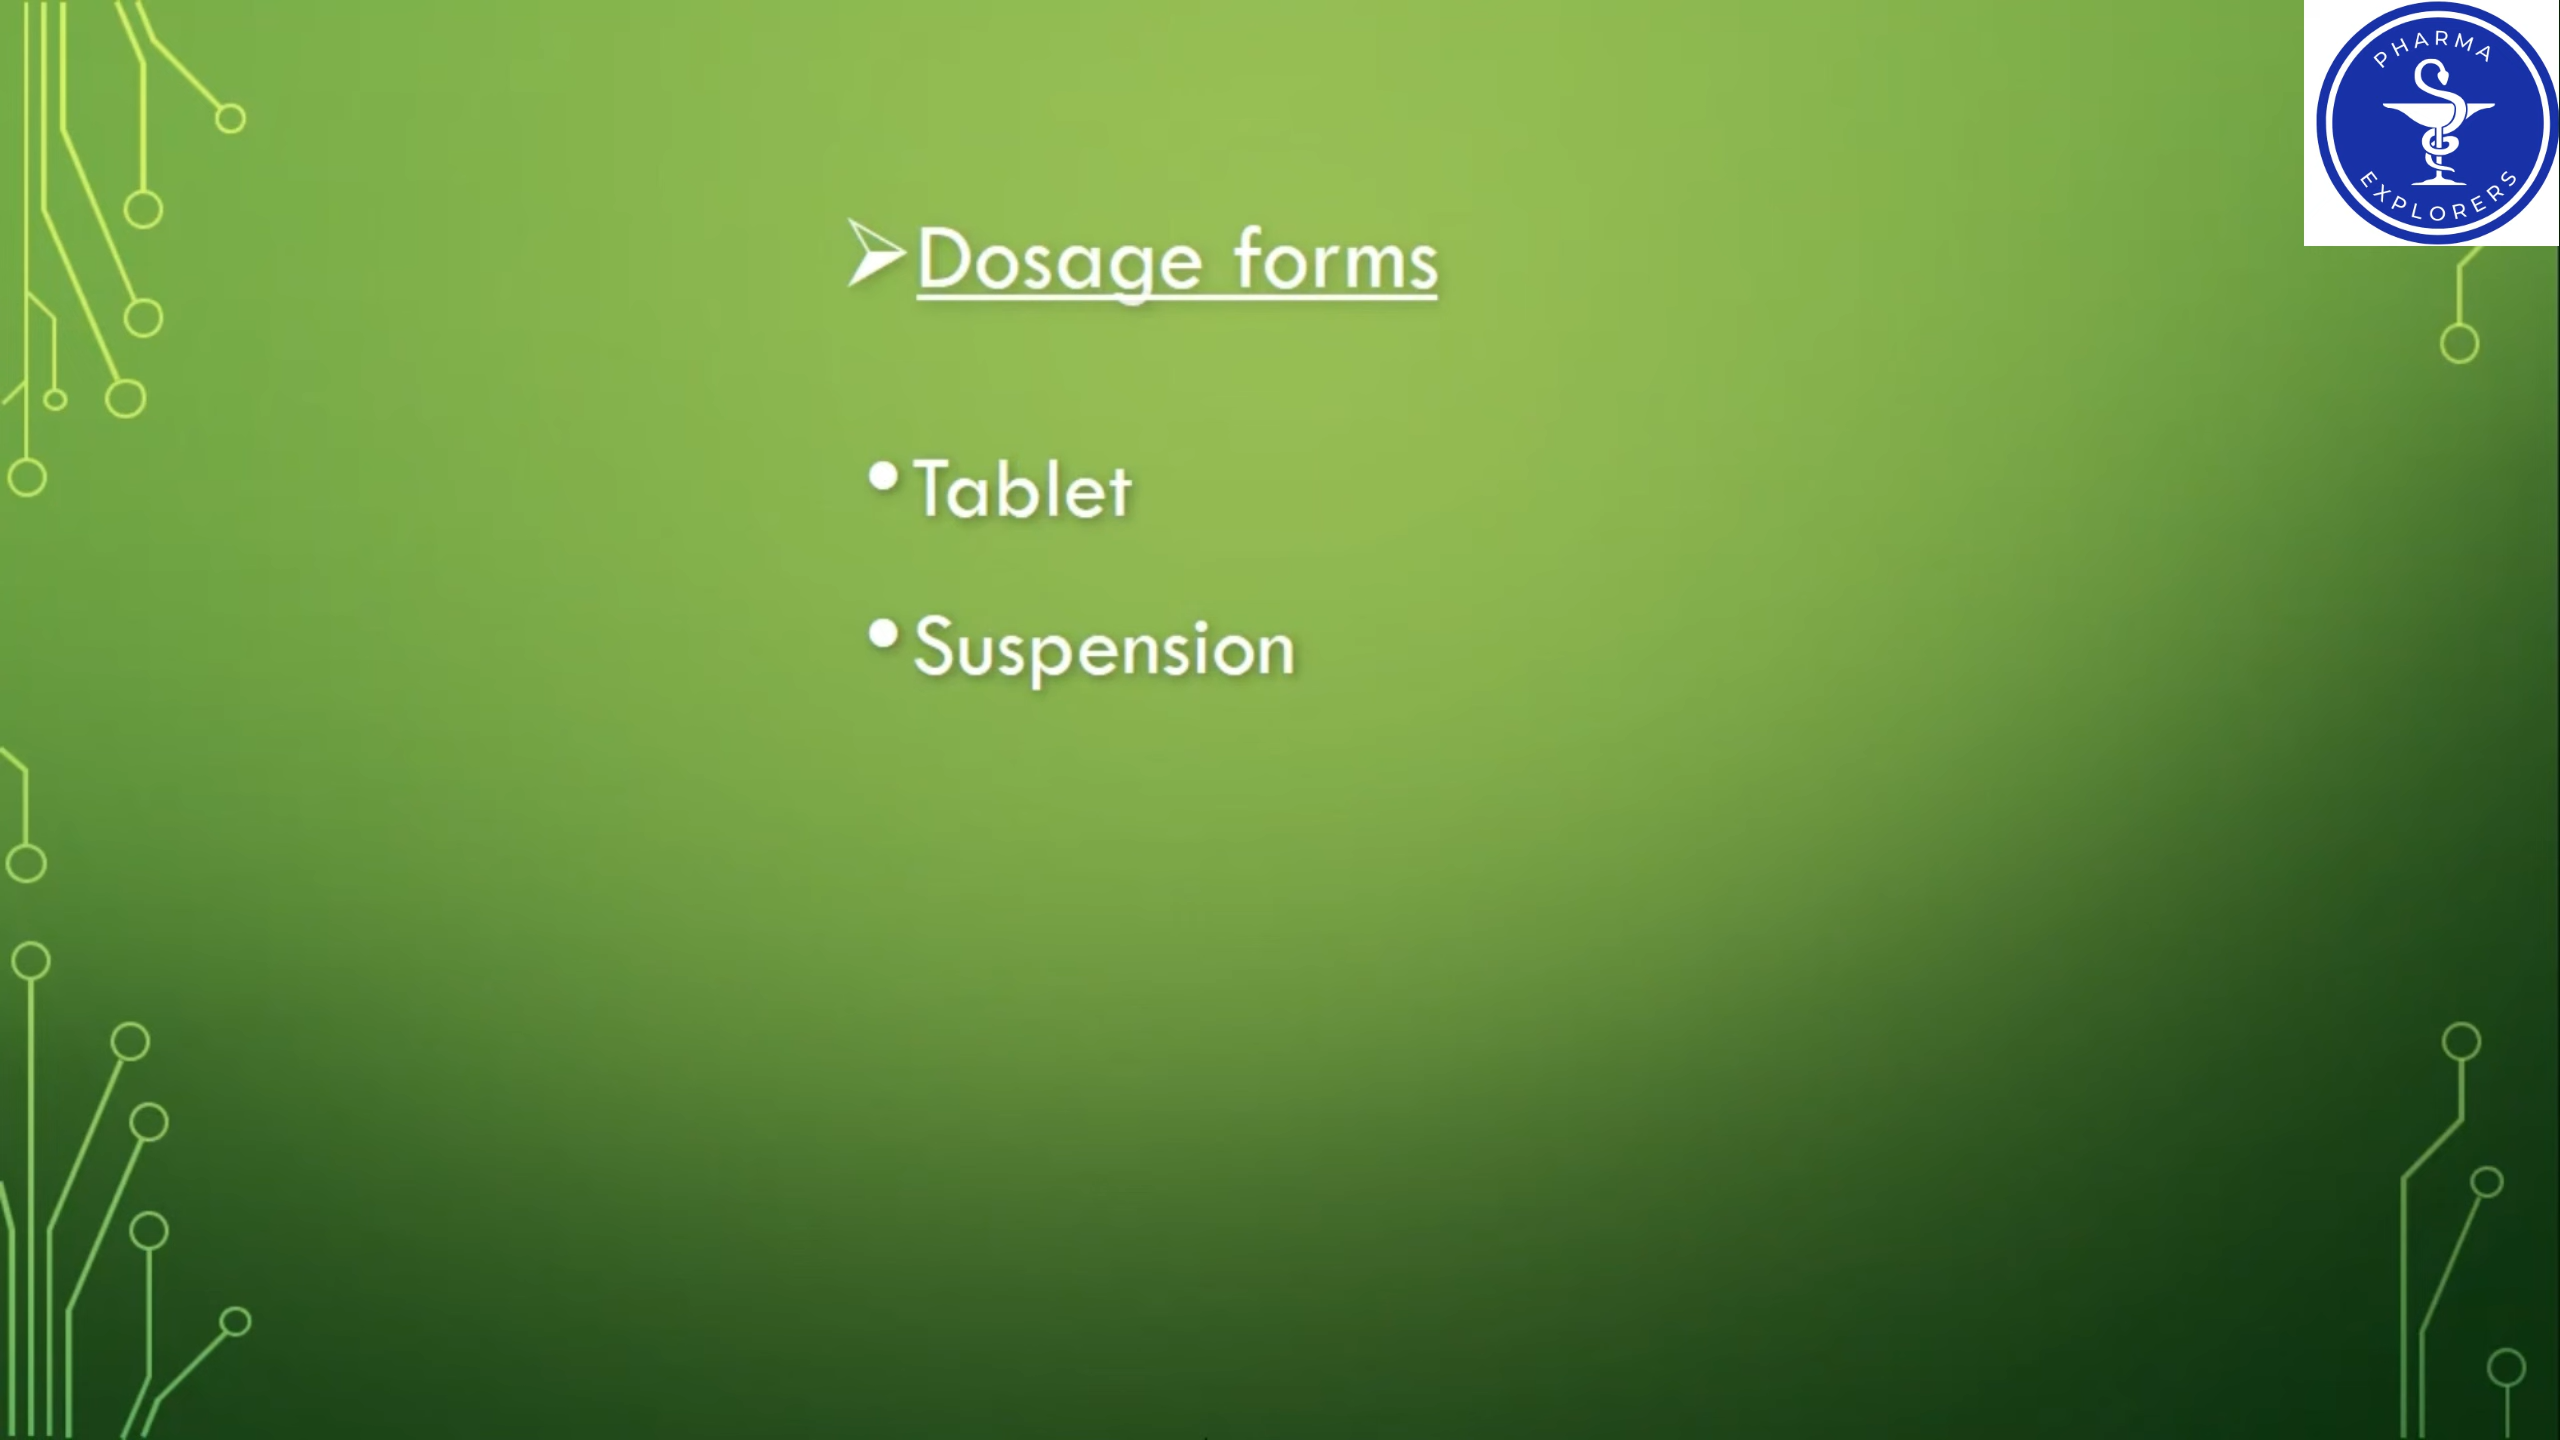 PHARMA
EXPLORERS
➢Dosage forms
•Tablet
•Suspension